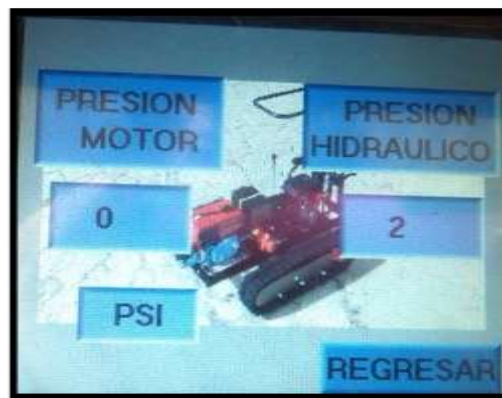 PRESION
MOTOR
PRESION
HIDRAULICO
0
2
PSI
REGRESAR